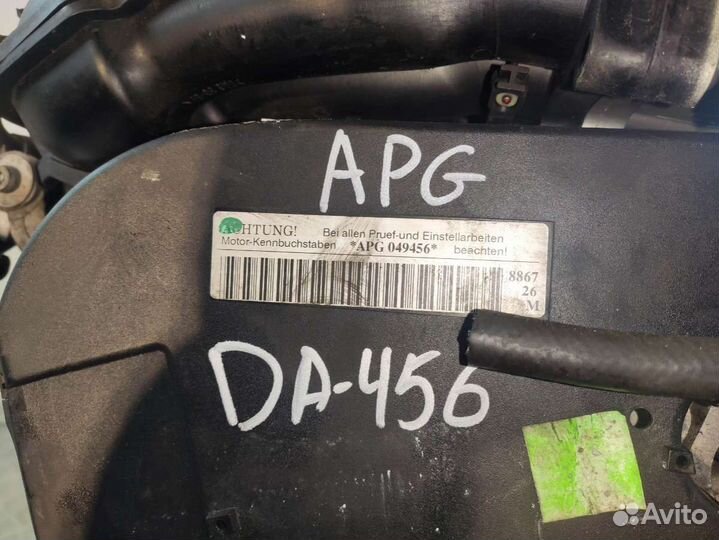 APG
ACHTUNG! Bei allen Pruef-und Einstellarbeiten
Motor-Kennbuchstaben *APG 049456* beachten!
8867
26
M
DA-456
Avito